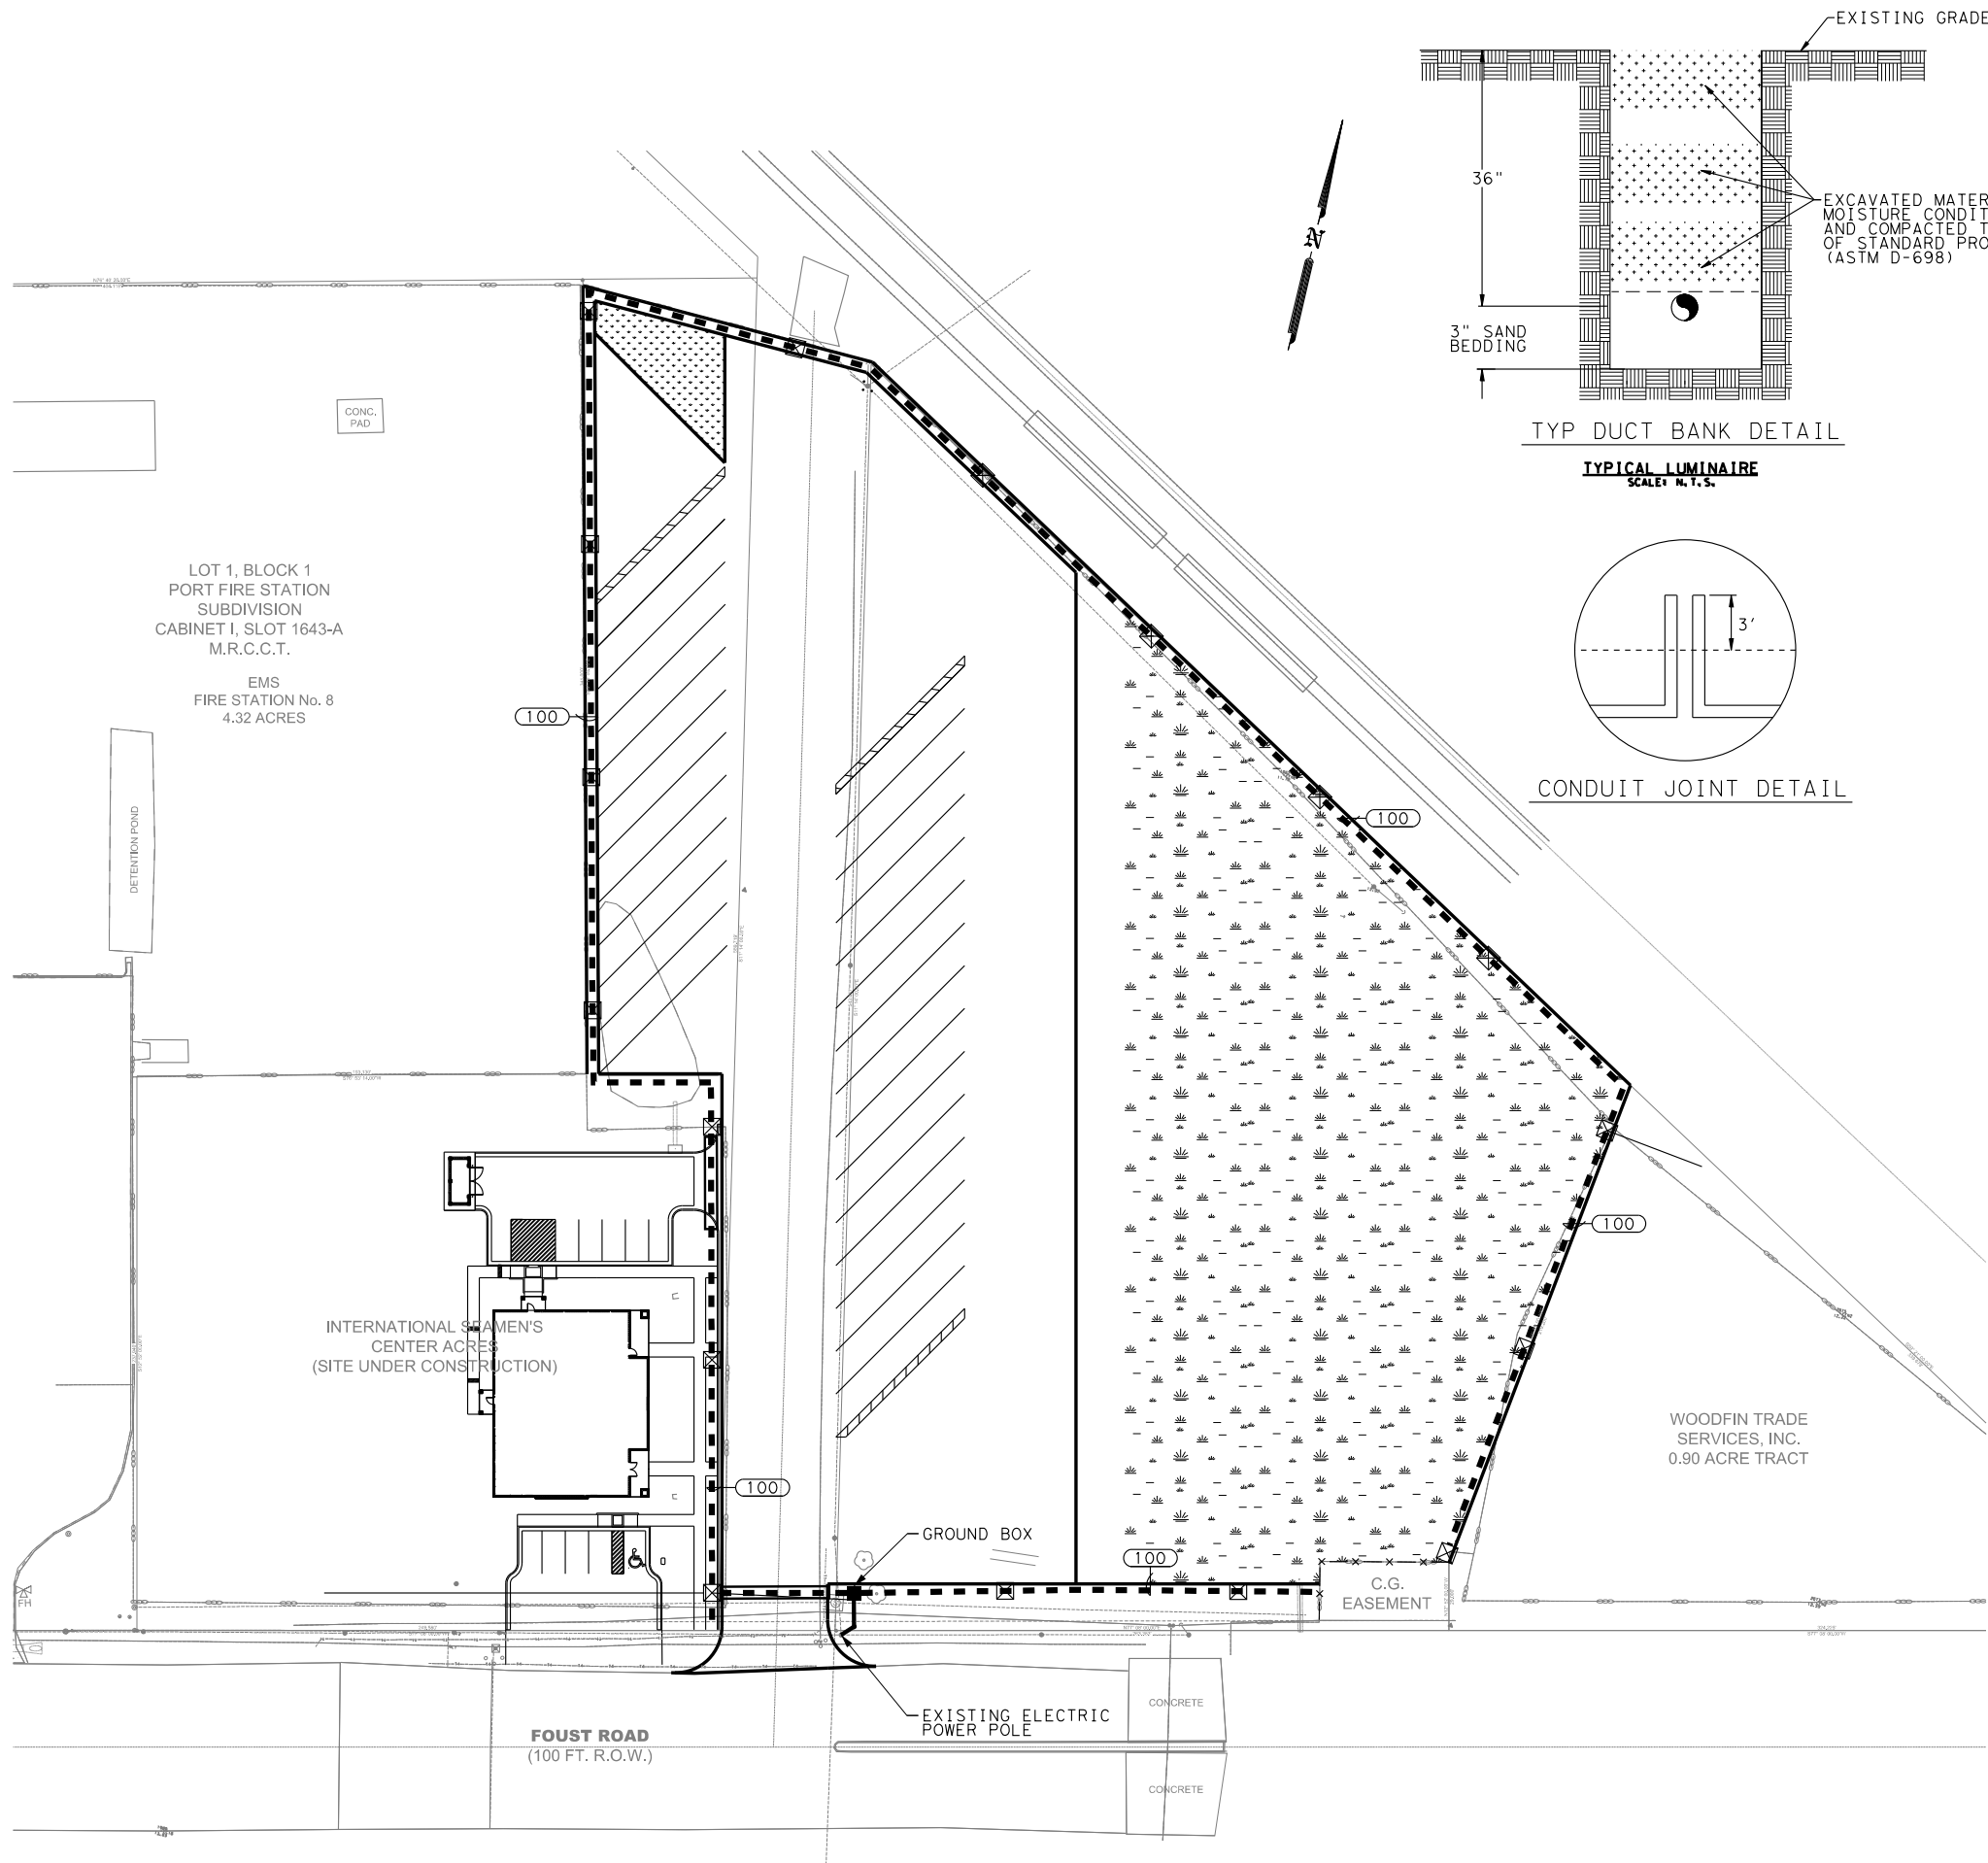 EXISTING GRADE
36"
EXCAVATED MATER
MOISTURE CONDIT
AND COMPACTED T
OF STANDARD PRO
(ASTM D-698)
3" SAND
BEDDING
TYP DUCT BANK DETAIL
TYPICAL LUMINAIRE
SCALE: N.T.S.
N
CONC.
PAD
LOT 1, BLOCK 1
PORT FIRE STATION
SUBDIVISION
CABINET I, SLOT 1643-A
M.R.C.C.T.
EMS
FIRE STATION No. 8
4.32 ACRES
3'
CONDUIT JOINT DETAIL
100
100
DETENTION POND
100
INTERNATIONAL SEAMEN'S
CENTER ACRES
(SITE UNDER CONSTRUCTION)
WOODFIN TRADE
SERVICES, INC.
0.90 ACRE TRACT
100
GROUND BOX
100
C.G.
EASEMENT
FH
EXISTING ELECTRIC
POWER POLE
CONCRETE
FOUST ROAD
(100 FT. R.O.W.)
CONCRETE